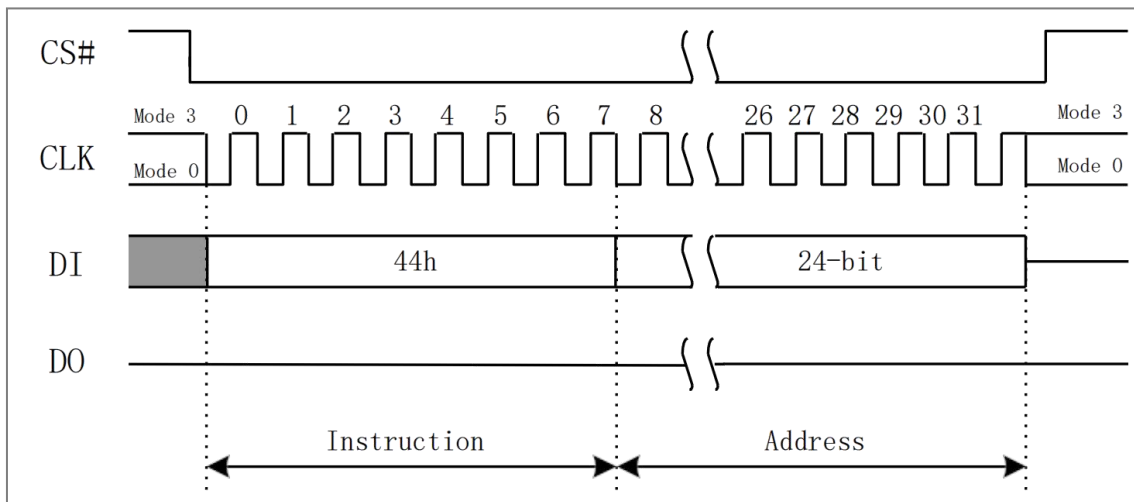 CS#
Mode 3 0 1 2 3 4 5 6 7 8 26 27 28 29 30 31 Mode 3
CLK
Mode 0 Mode 0
DI 44h 24-bit
DO
Instruction Address